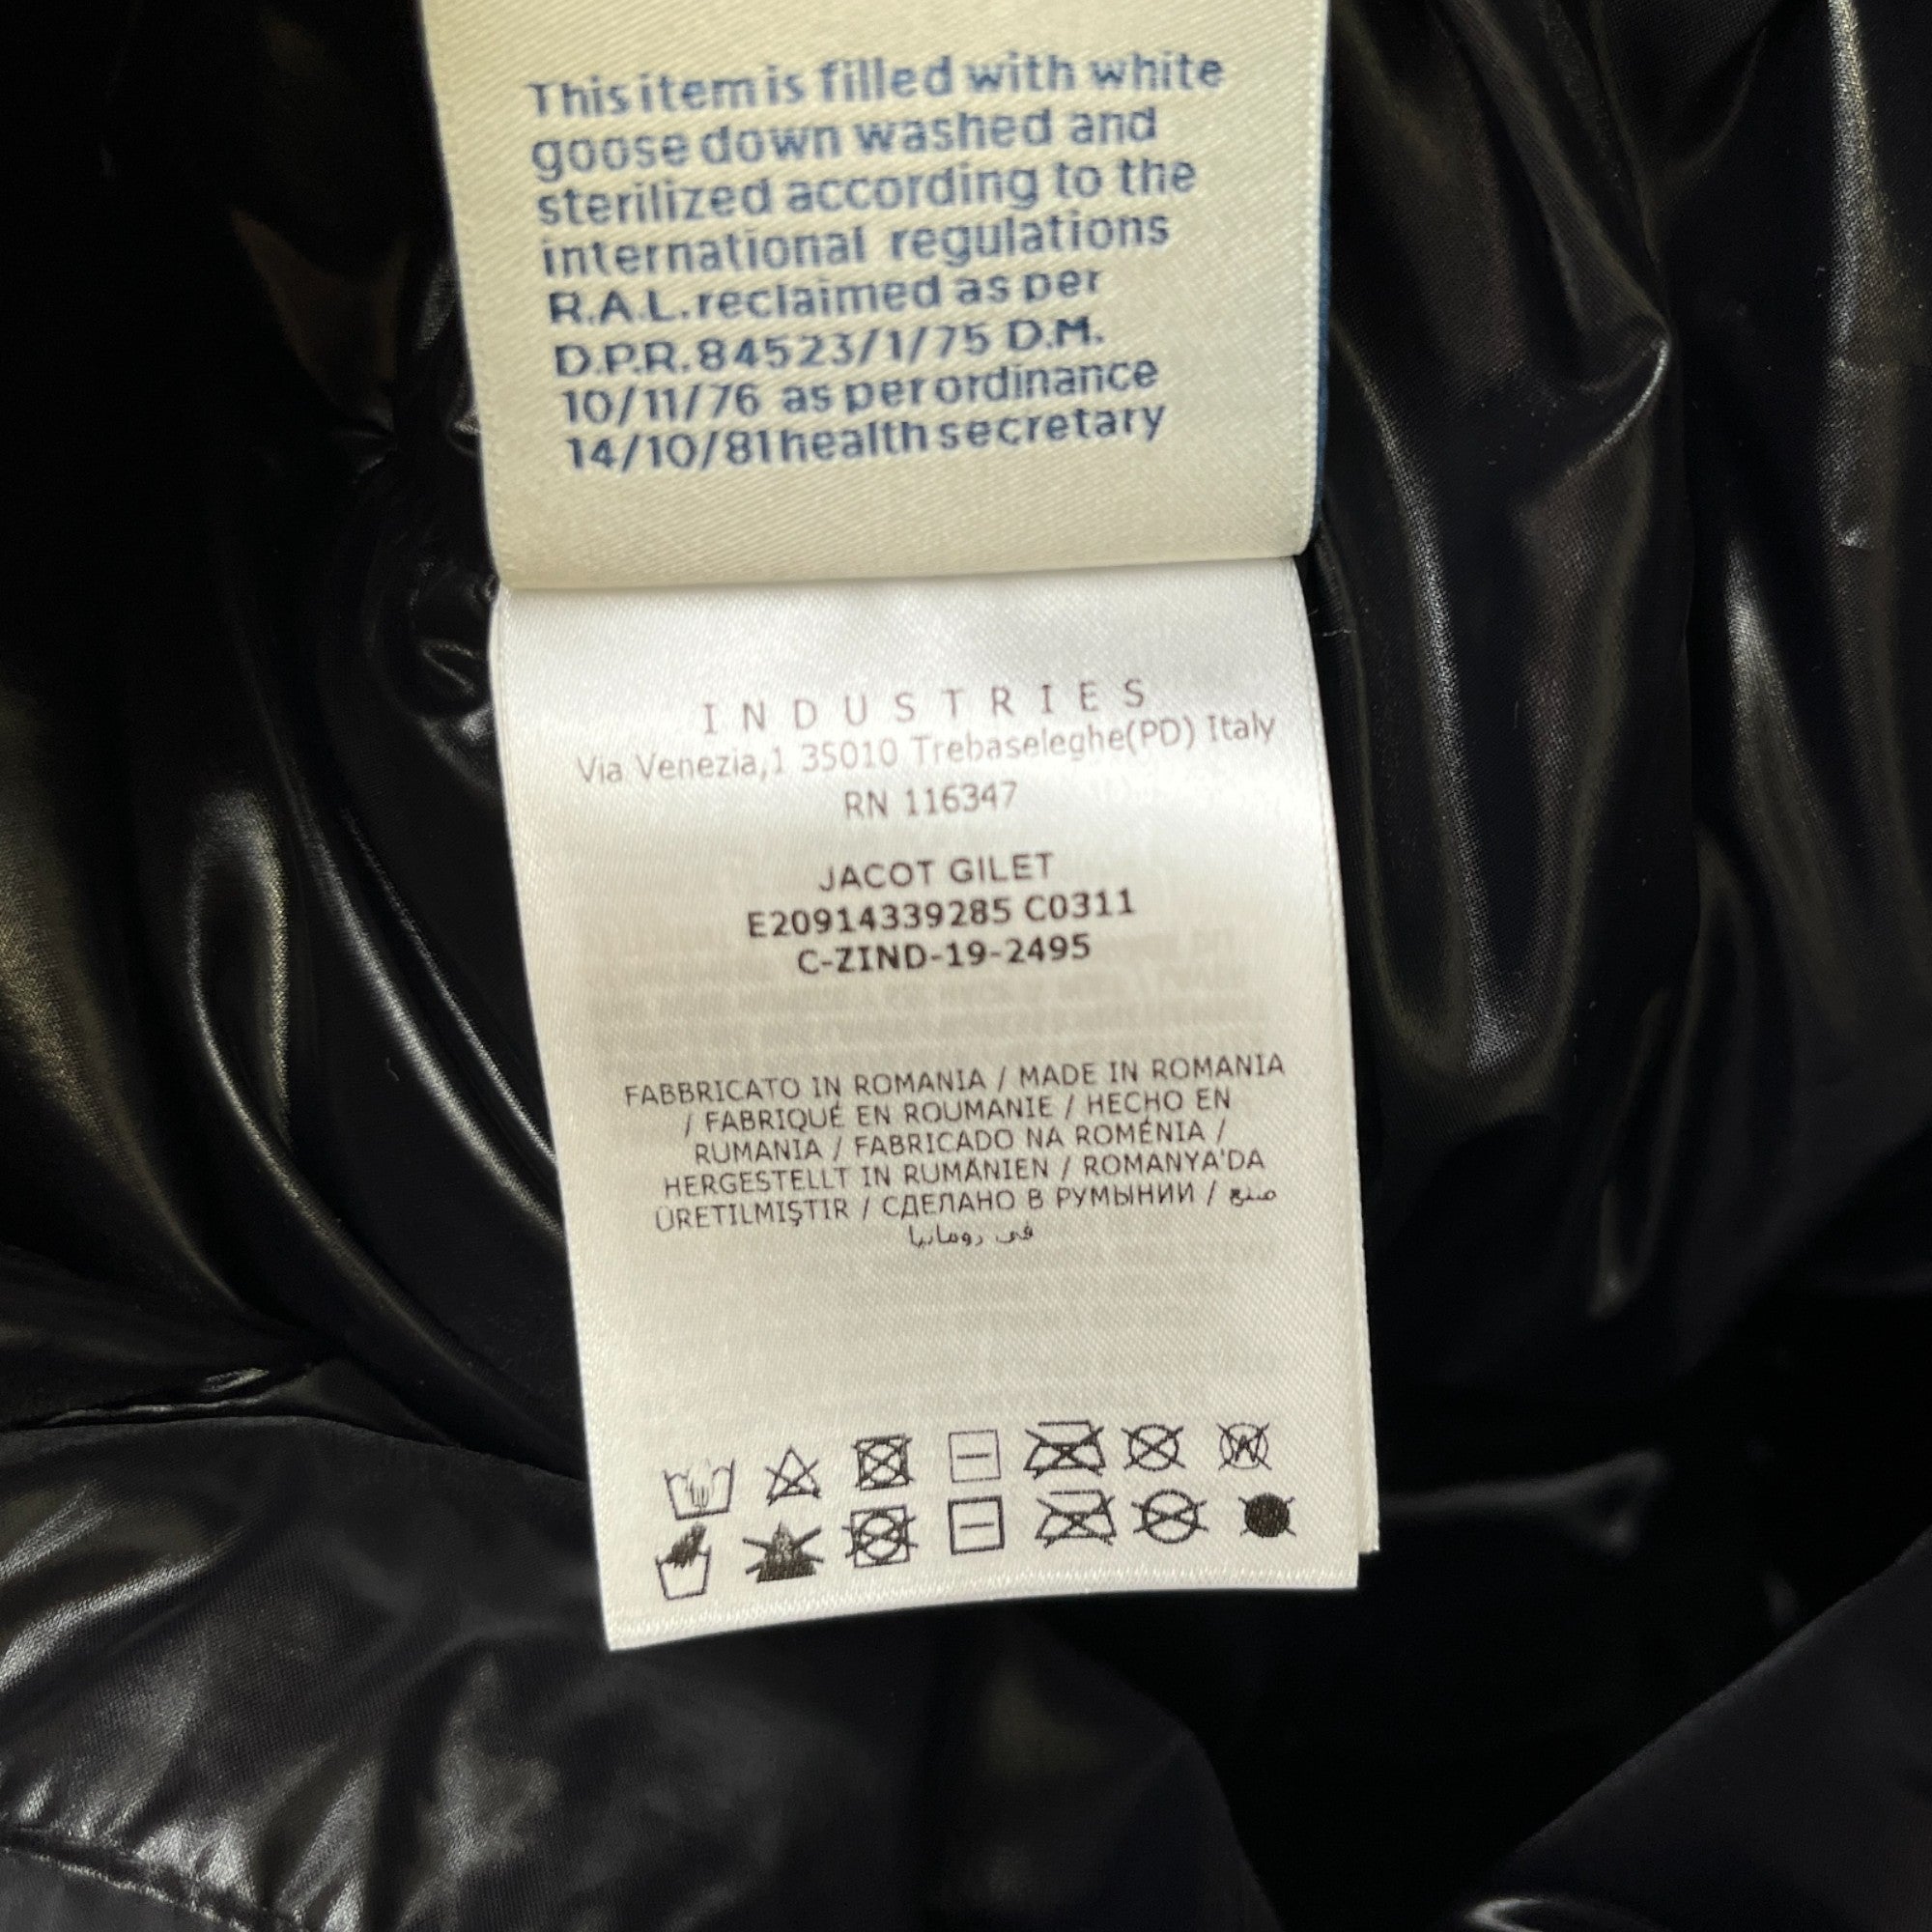 This item is filled with white
goose down washed and
sterilized according to the
international regulations
R.A.L. reclaimed as per
D.P.R. 84523/1/75 D.M.
10/11/76 as per ordinance
14/10/81 health secretary
INDUSTRIES
Via Venezia,1 35010 Trebaseleghe(PD) Italy
RN 116347
JACOT GILET
E20914339285 C0311
C-ZIND-19-2495
FABBRICATO IN ROMANIA / MADE IN ROMANIA
/ FABRIQUÉ EN ROUMANIE / HECHO EN
RUMANIA / FABRICADO NA ROMÉNIA /
HERGESTELLT IN RUMÄNIEN / ROMANYA'DA
ÜRETILMIŞTIR / СДЕЛАНО В РУМЫНИИ / صنع
في رومانيا